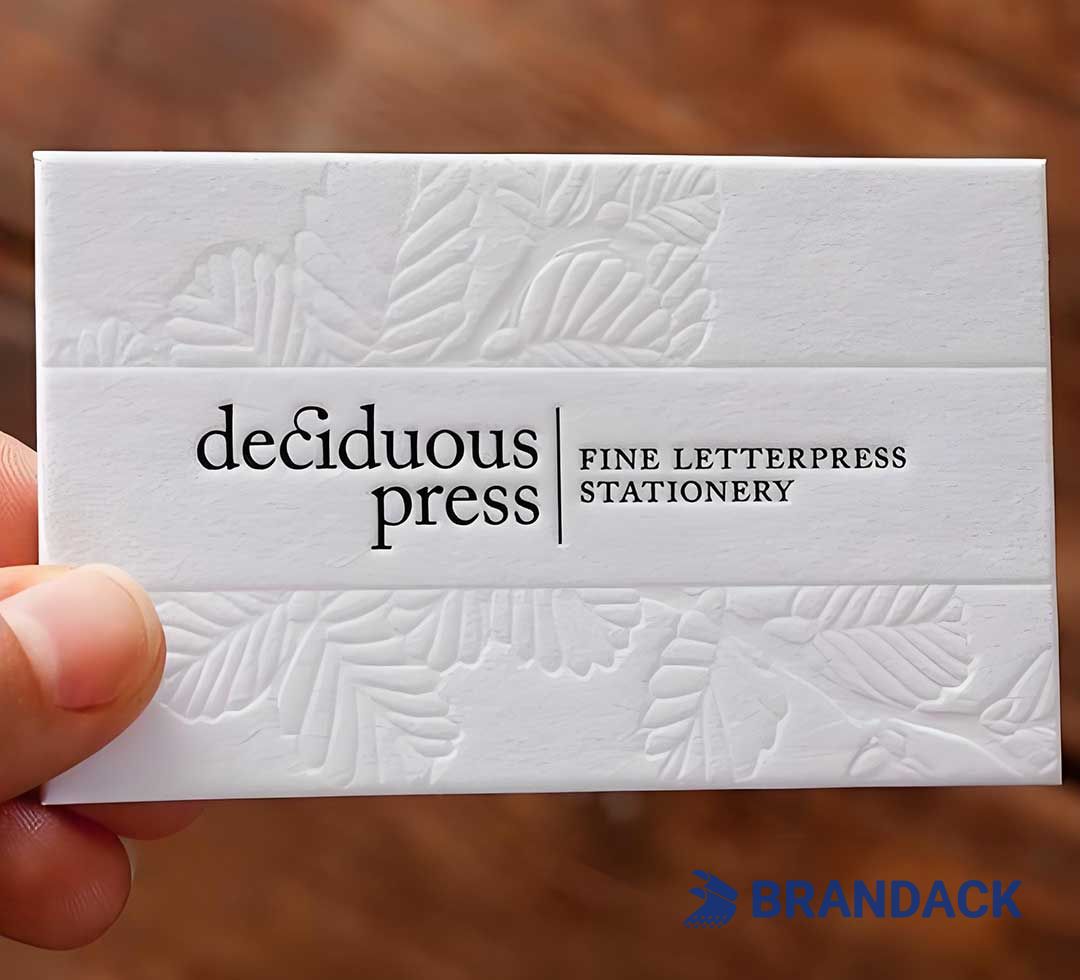 deciduous
press
FINE LETTERPRESS
STATIONERY
BRANDACK